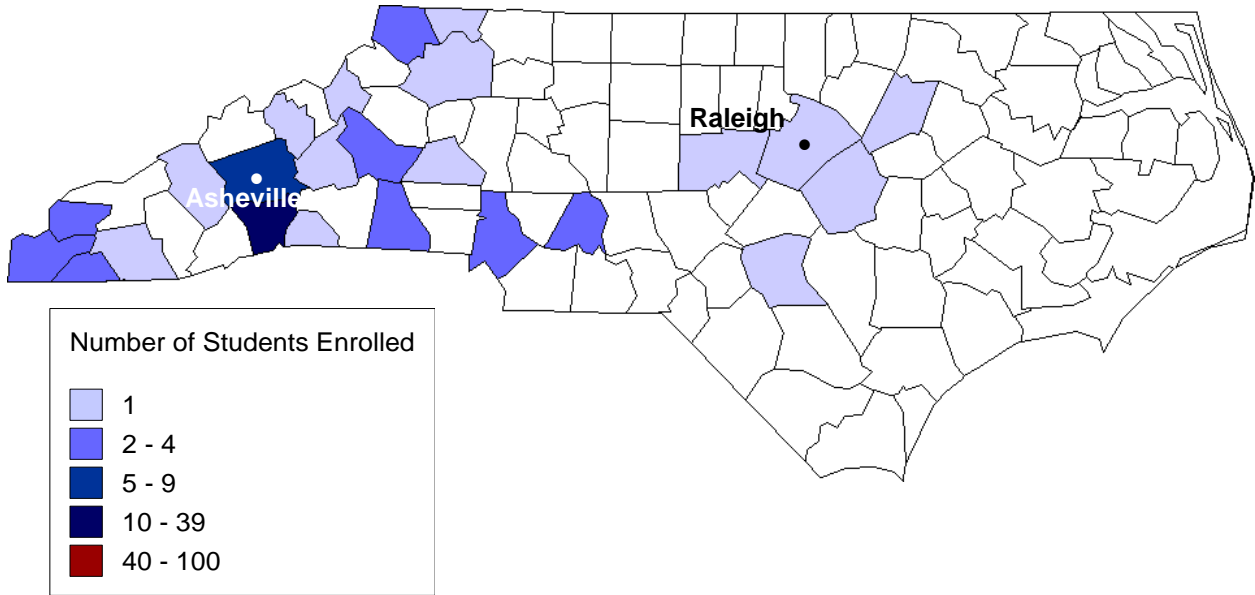 Raleigh
Asheville
Number of Students Enrolled
1
2 - 4
5 - 9
10 - 39
40 - 100